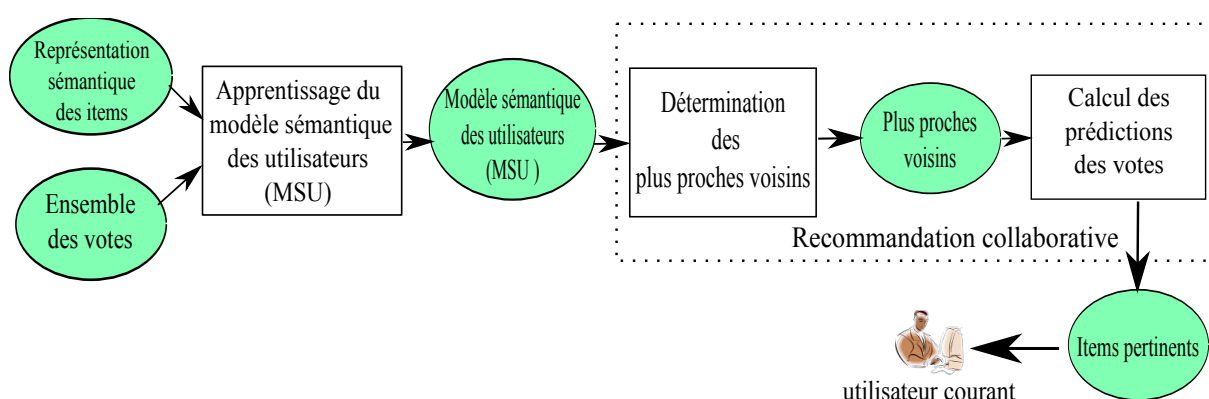 Représentation
sémantique
des items
Ensemble
des votes
Apprentissage du
modèle sémantique
des utilisateurs
(MSU)
Modèle sémantique
des utilisateurs
(MSU )
Détermination
des
plus proches voisins
Plus proches
voisins
Calcul des
prédictions
des votes
Recommandation collaborative
Items pertinents
utilisateur courant